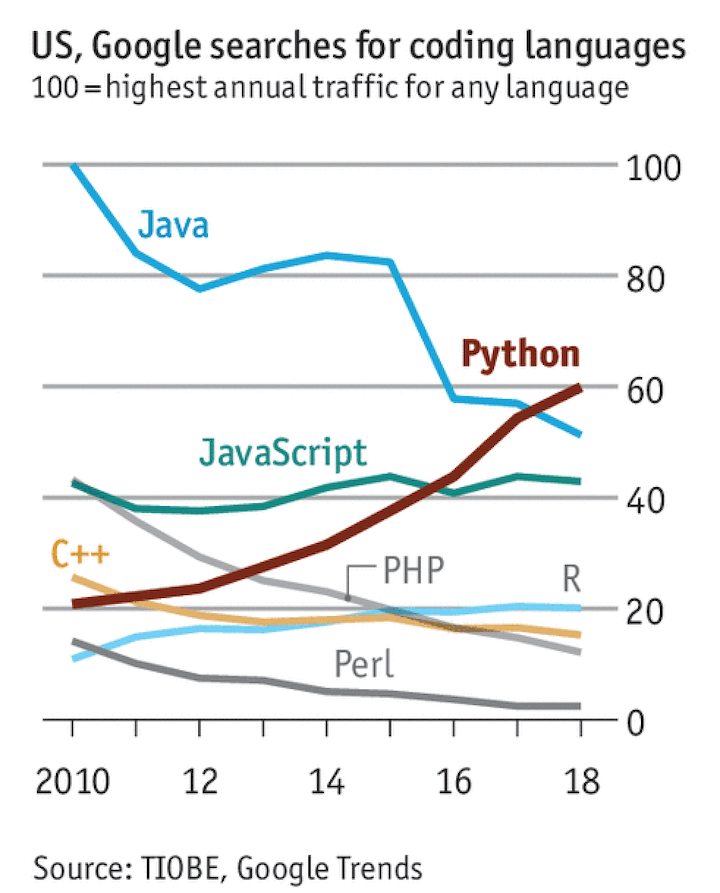 US, Google searches for coding languages
100=highest annual traffic for any language
100
Java
80
Python
60
JavaScript
40
C++
PHP
R
20
Perl
0
2010 12 14 16 18
Source: TIOBE, Google Trends